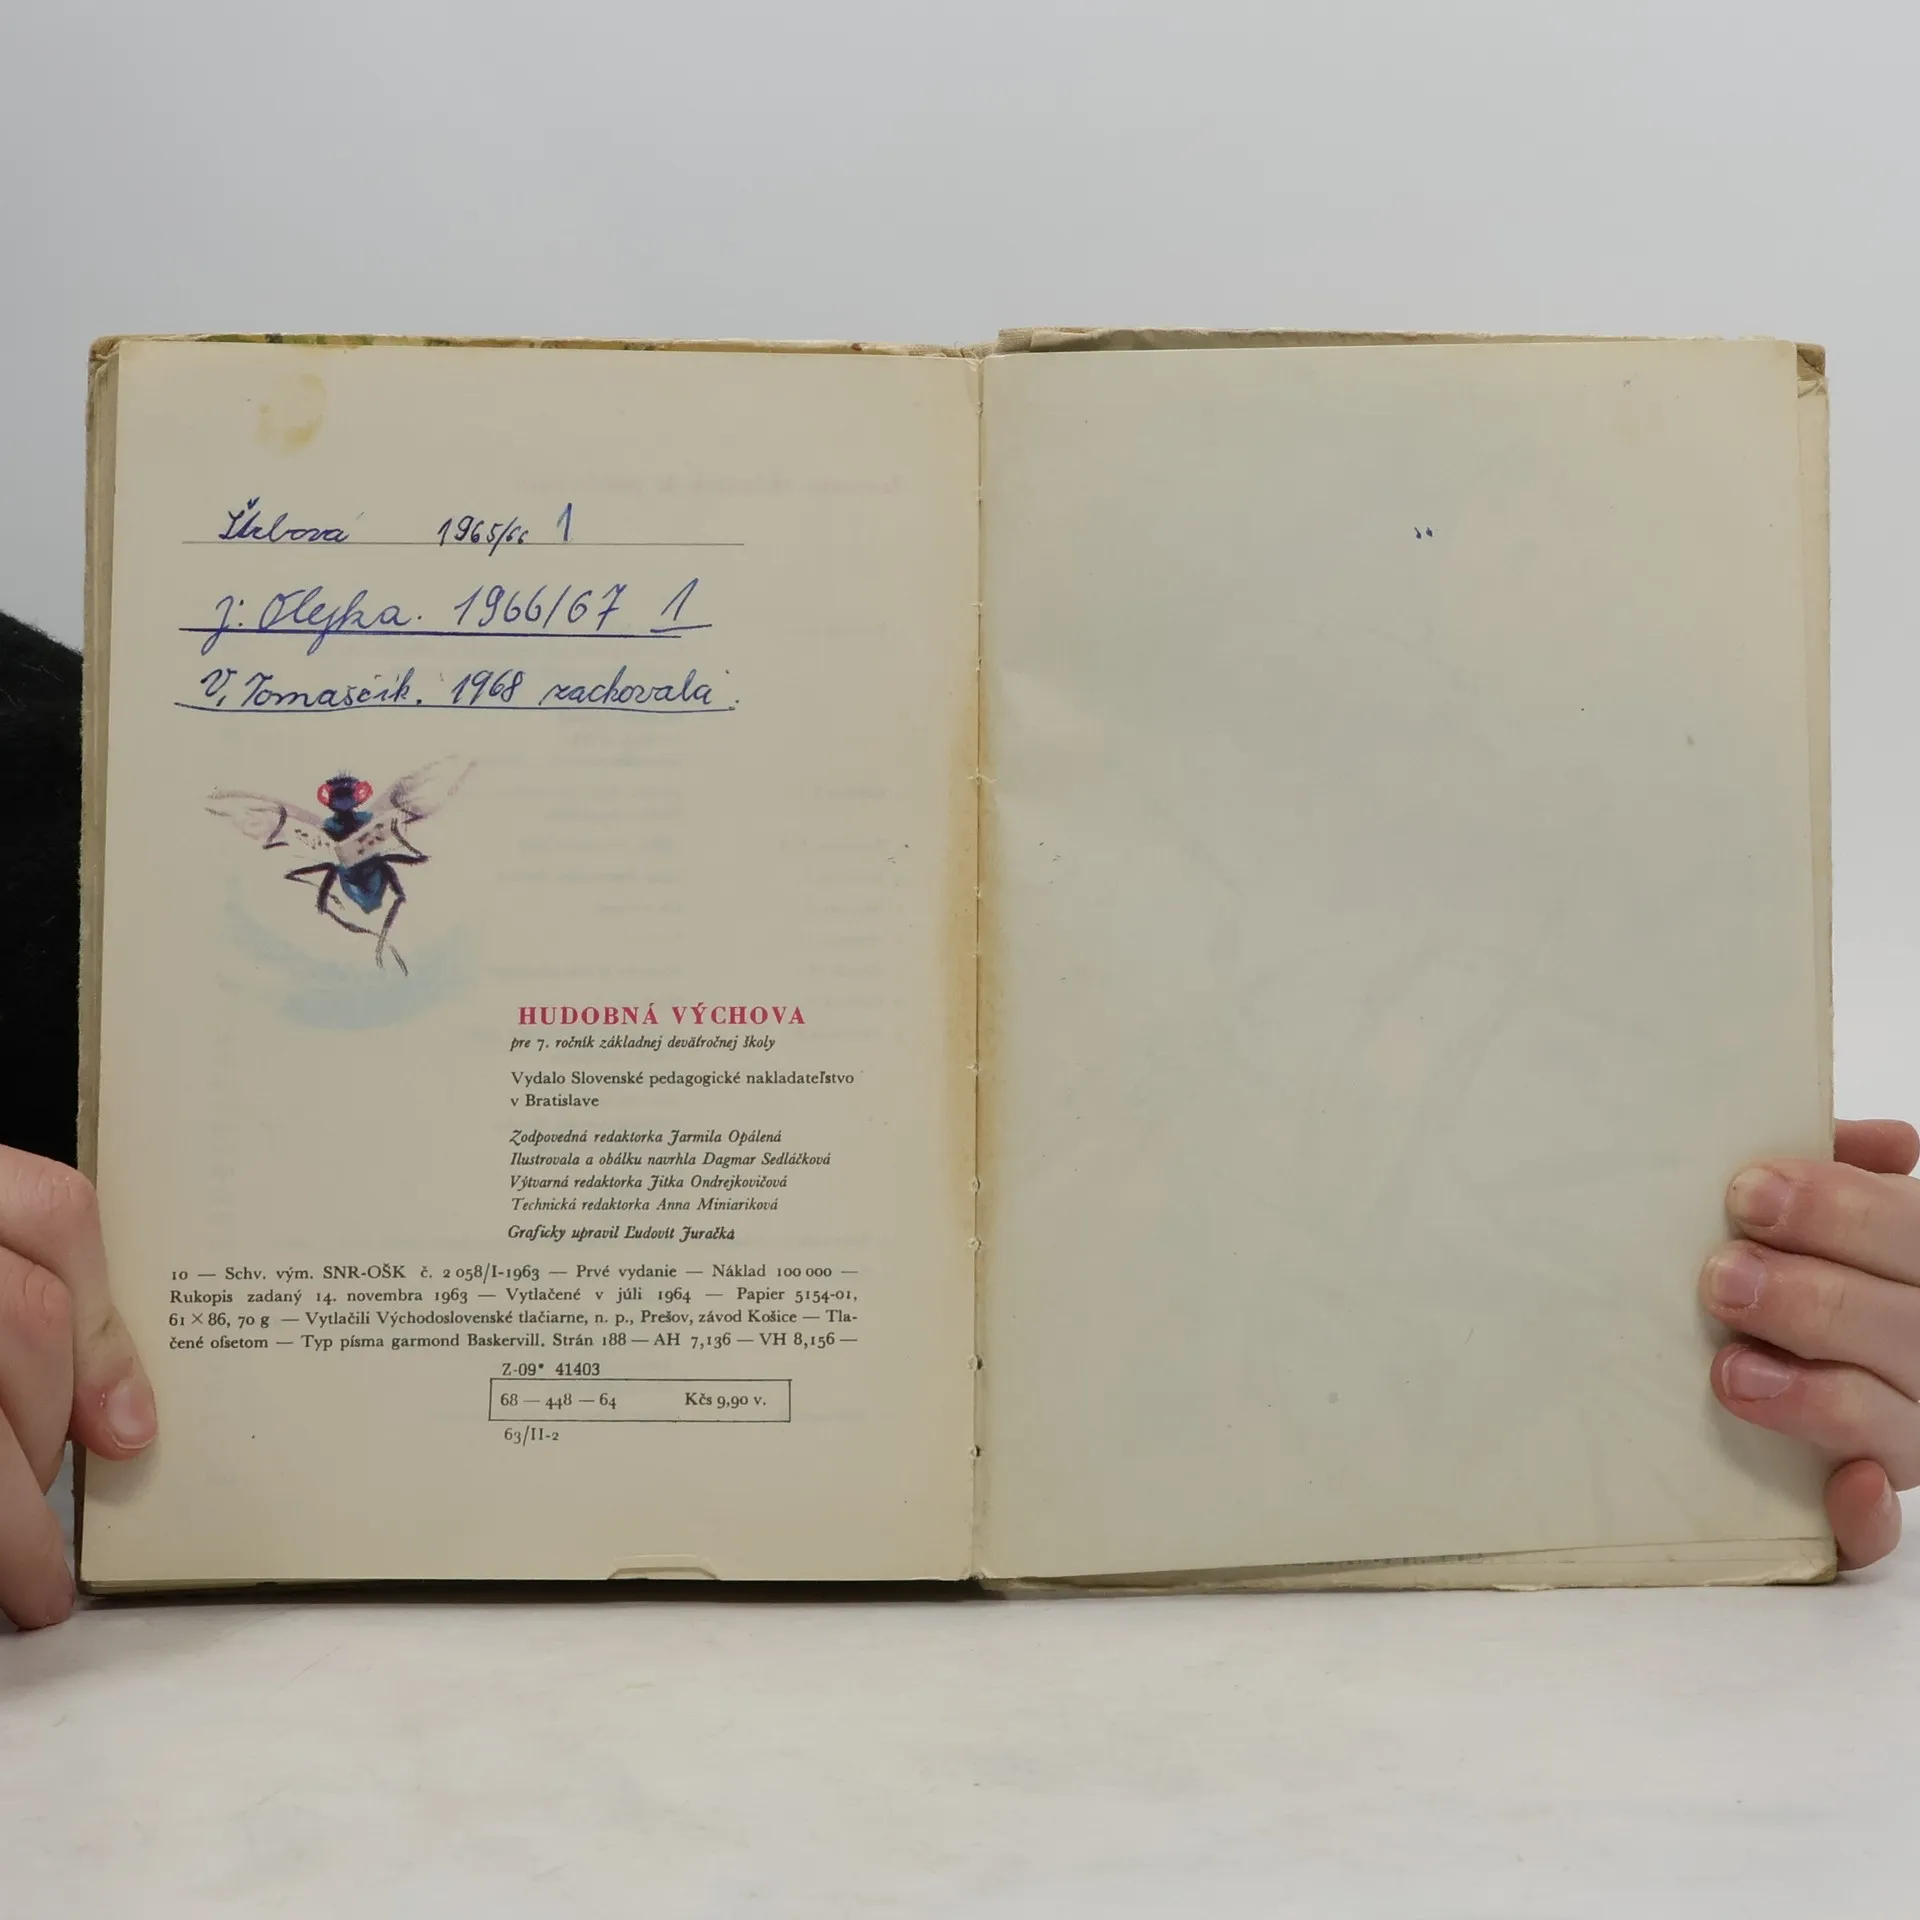 Štrbová 1965/66 1
J. Olejka. 1966/67 1
V. Tomaščik. 1968 zachovalá.
HUDOBNÁ VÝCHOVA
pre 7. ročník základnej deväťročnej školy
Vydalo Slovenské pedagogické nakladateľstvo
v Bratislave
Zodpovedná redaktorka Jarmila Opálená
Ilustrovala a obálku navrhla Dagmar Sedláčková
Výtvarná redaktorka Jitka Ondrejkovičová
Technická redaktorka Anna Miniariková
Graficky upravil Ľudovít Juračka
10 — Schv. vým. SNR-OŠK č. 2 058/I-1963 — Prvé vydanie — Náklad 100 000 —
Rukopis zadaný 14. novembra 1963 — Vytlačené v júli 1964 — Papier 5154-01,
61 × 86, 70 g — Vytlačili Východoslovenské tlačiarne, n. p., Prešov, závod Košice — Tla-
čené ofsetom — Typ písma garmond Baskervill. Strán 188 — AH 7,136 — VH 8,156 —
Z-09* 41403
68 — 448 — 64 Kčs 9,90 v.
63/II-2